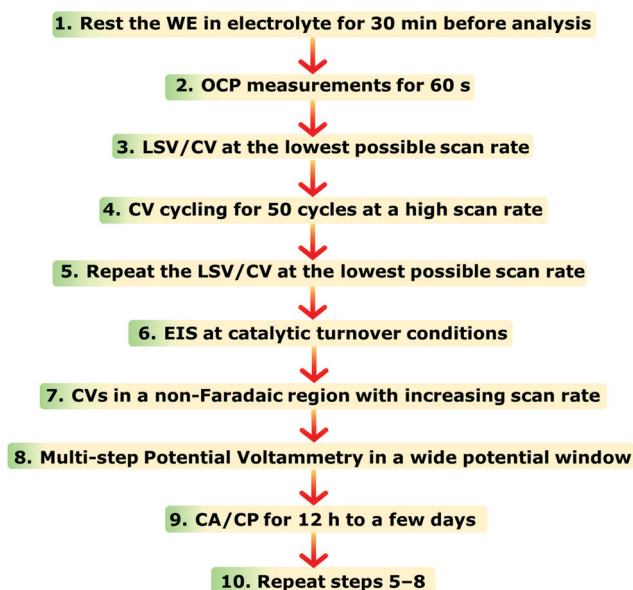 1. Rest the WE in electrolyte for 30 min before analysis
2. OCP measurements for 60 s
3. LSV/CV at the lowest possible scan rate
4. CV cycling for 50 cycles at a high scan rate
5. Repeat the LSV/CV at the lowest possible scan rate
6. EIS at catalytic turnover conditions
7. CVs in a non-Faradaic region with increasing scan rate
8. Multi-step Potential Voltammetry in a wide potential window
9. CA/CP for 12 h to a few days
10. Repeat steps 5–8